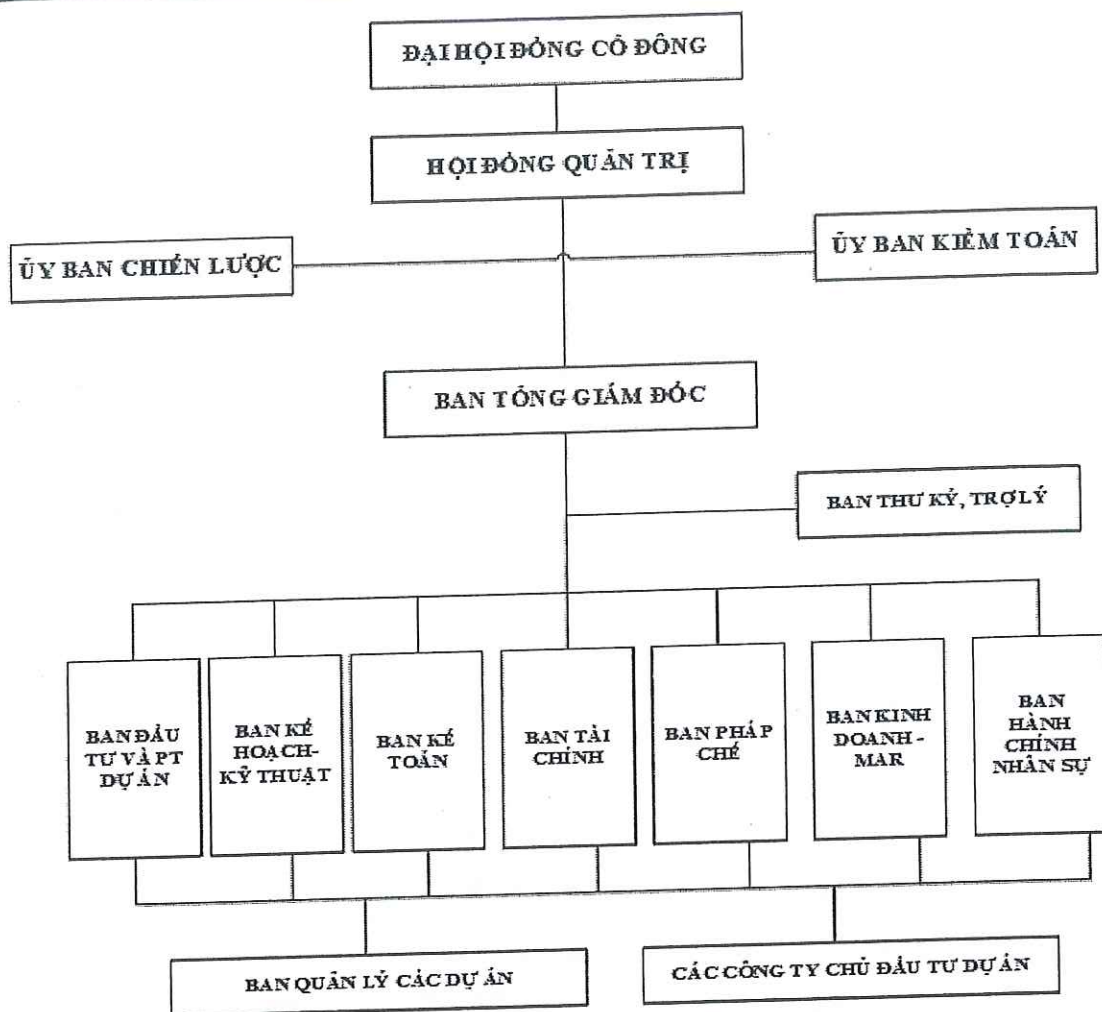 ĐẠI HỘI ĐỒNG CỔ ĐÔNG
HỘI ĐỒNG QUẢN TRỊ
ỦY BAN CHIẾN LƯỢC
ỦY BAN KIỂM TOÁN
BAN TỔNG GIÁM ĐỐC
BAN THƯ KÝ, TRỢ LÝ
BAN ĐẦU
TƯ VÀ PT
DỰ ÁN
BAN KẾ
HOẠCH-
KỸ THUẬT
BAN KẾ
TOÁN
BAN TÀI
CHÍNH
BAN PHÁP
CHẾ
BAN KINH
DOANH -
MAR
BAN
HÀNH
CHÍNH
NHÂN SỰ
BAN QUẢN LÝ CÁC DỰ ÁN
CÁC CÔNG TY CHỦ ĐẦU TƯ DỰ ÁN